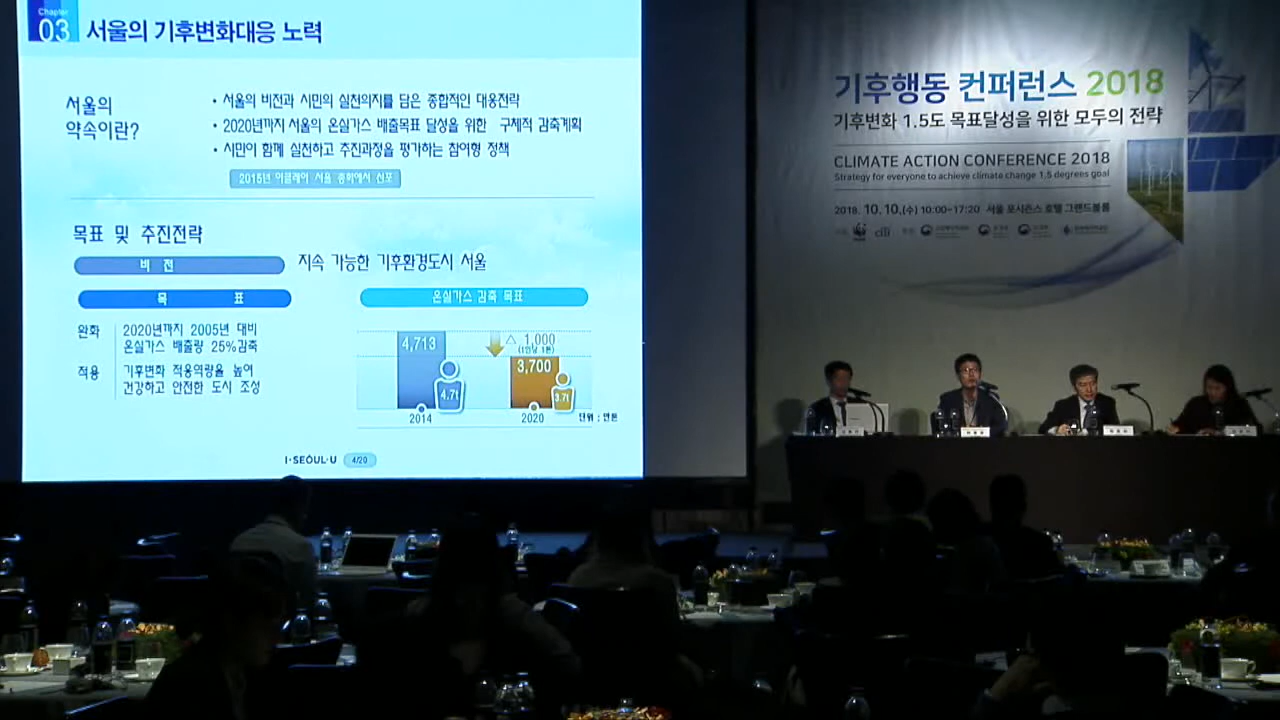 Chapter
03
서울의 기후변화대응 노력
서울의
약속이란?
• 서울의 비전과 시민의 실천의지를 담은 종합적인 대응전략
• 2020년까지 서울의 온실가스 배출목표 달성을 위한 구체적 감축계획
• 시민이 함께 실천하고 추진과정을 평가하는 참여형 정책
2015년 이클레이 서울 총회에서 선포
목표 및 추진전략
비 전
지속 가능한 기후환경도시 서울
목 표
온실가스 감축 목표
완화
2020년까지 2005년 대비
온실가스 배출량 25%감축
적용
기후변화 적용역량을 높여
건강하고 안전한 도시 조성
4,713
△ 1,000
(1인당 1톤)
3,700
4.7t
3.7t
2014
2020
단위 : 만톤
I·SEOUL·U
4/20
기후행동 컨퍼런스 2018
기후변화 1.5도 목표달성을 위한 모두의 전략
CLIMATE ACTION CONFERENCE 2018
Strategy for everyone to achieve climate change 1.5 degrees goal
2018. 10. 10.(수) 10:00~17:20 서울 포시즌스 호텔 그랜드볼룸
WWF